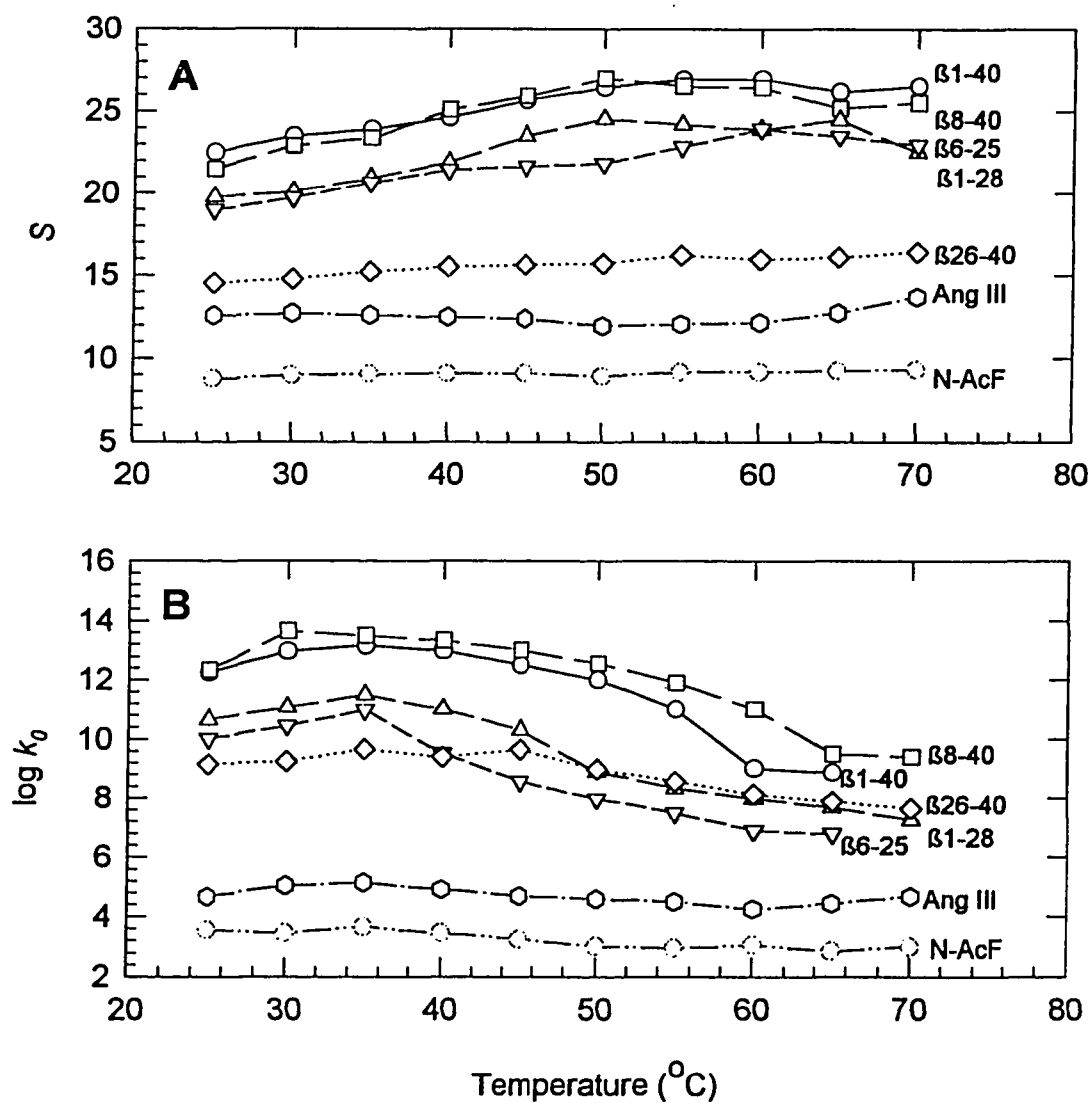 A
S
30
25
20
15
10
5
20 30 40 50 60 70 80
ß1-40
ß8-40
ß6-25
ß1-28
ß26-40
Ang III
N-AcF
B
log k0
16
14
12
10
8
6
4
2
20 30 40 50 60 70 80
ß8-40
ß1-40
ß26-40
ß6-25 ß1-28
Ang III
N-AcF
Temperature (°C)